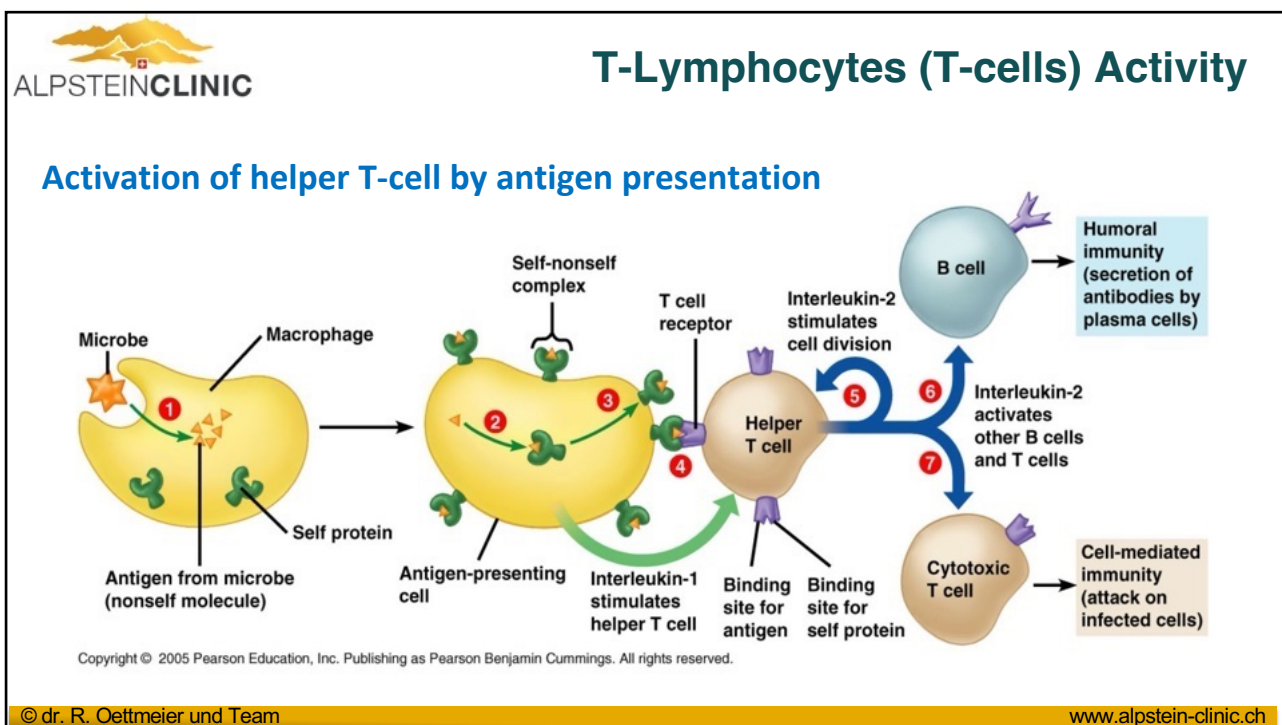 ALPSTEINCLINIC
T-Lymphocytes (T-cells) Activity
Activation of helper T-cell by antigen presentation
Microbe
Macrophage
1
Self protein
Antigen from microbe
(nonself molecule)
Self-nonself
complex
2
3
Antigen-presenting
cell
Interleukin-1
stimulates
helper T cell
T cell
receptor
4
Helper
T cell
Binding
site for
antigen
Binding
site for
self protein
Interleukin-2
stimulates
cell division
5
6
7
Interleukin-2
activates
other B cells
and T cells
B cell
Humoral
immunity
(secretion of
antibodies by
plasma cells)
Cytotoxic
T cell
Cell-mediated
immunity
(attack on
infected cells)
Copyright © 2005 Pearson Education, Inc. Publishing as Pearson Benjamin Cummings. All rights reserved.
© dr. R. Oettmeier und Team
www.alpstein-clinic.ch